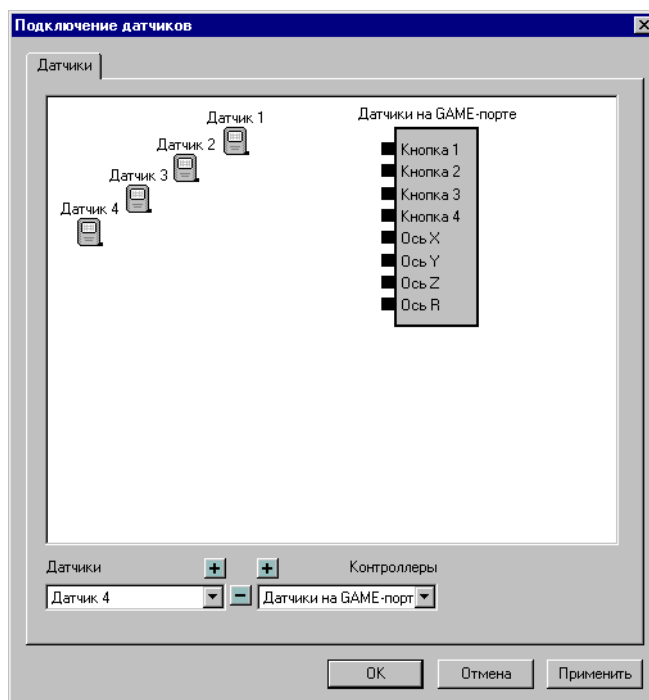 Подключение датчиков
Датчики
Датчик 1
Датчик 2
Датчик 3
Датчик 4
Датчики на GAME-порте
Кнопка 1
Кнопка 2
Кнопка 3
Кнопка 4
Ось X
Ось Y
Ось Z
Ось R
Датчики + + Контроллеры
Датчик 4 − Датчики на GAME-порт
OK Отмена Применить